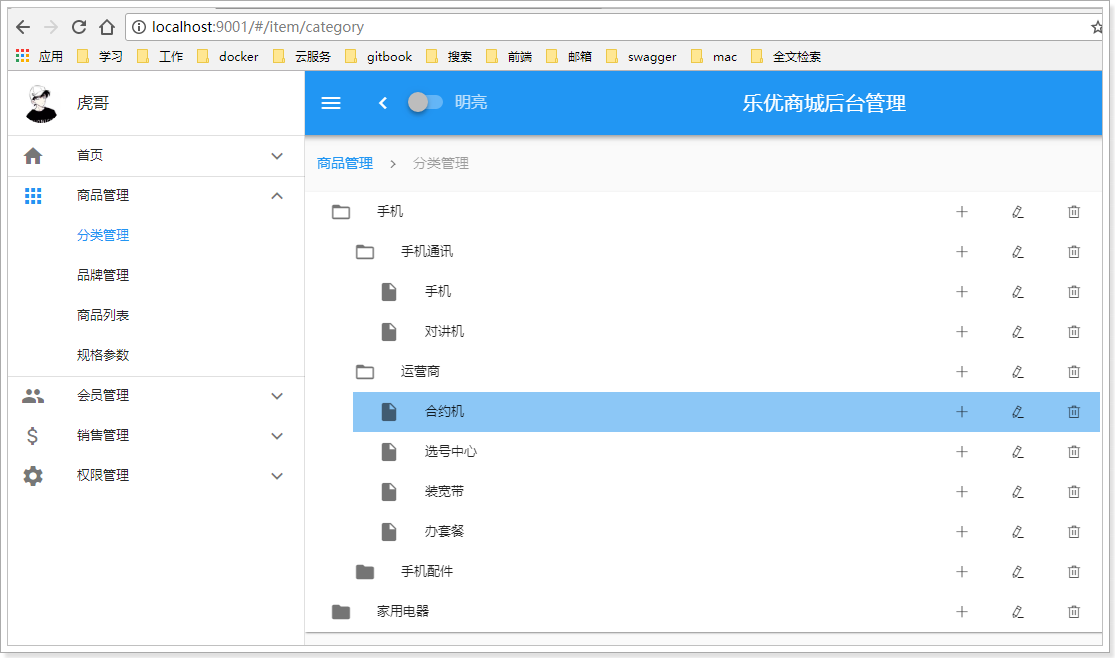 localhost:9001/#/item/category
应用 学习 工作 docker 云服务 gitbook 搜索 前端 邮箱 swagger mac 全文检索
虎哥
明亮 乐优商城后台管理
首页
商品管理
分类管理
品牌管理
商品列表
规格参数
会员管理
销售管理
权限管理
商品管理 > 分类管理
手机
手机通讯
手机
对讲机
运营商
合约机
选号中心
装宽带
办套餐
手机配件
家用电器